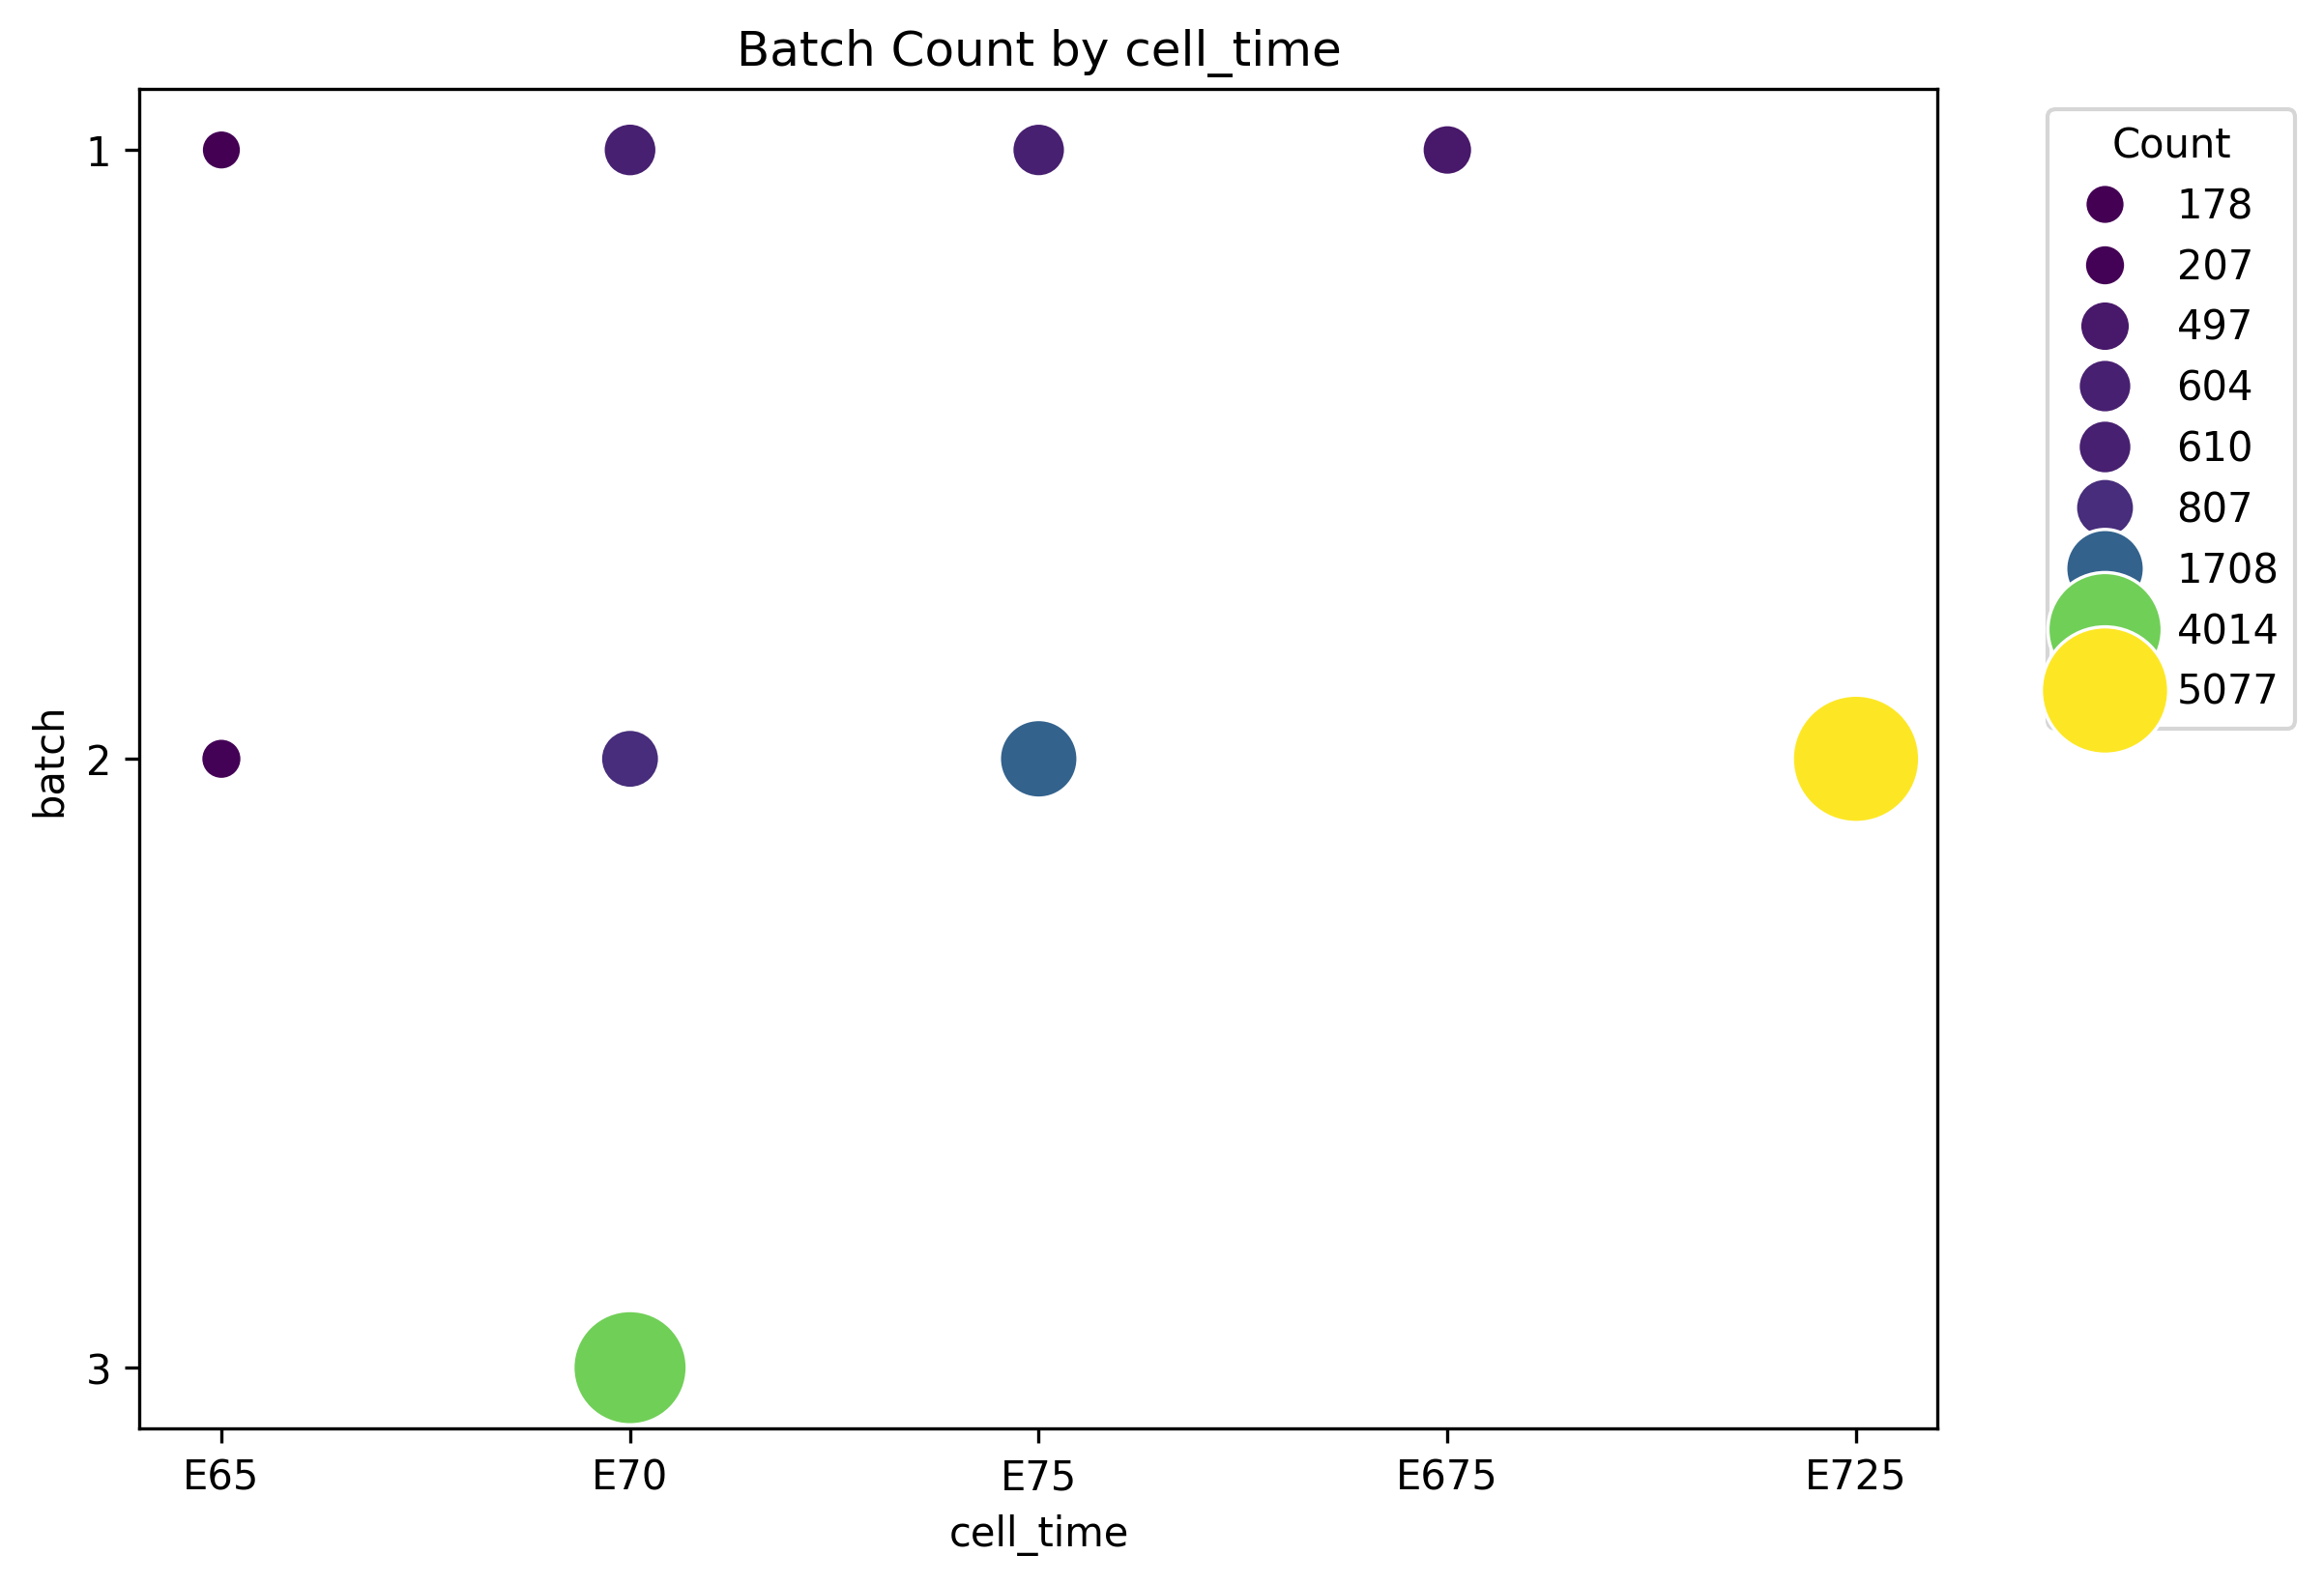 Batch Count by cell_time
batch
1
2
3
E65
E70
E75
E675
E725
cell_time
Count
178
207
497
604
610
807
1708
4014
5077